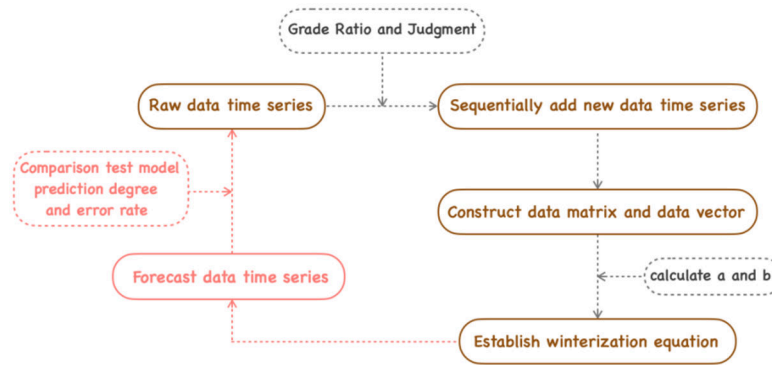 Grade Ratio and Judgment
Raw data time series
Sequentially add new data time series
Comparison test model
prediction degree
and error rate
Construct data matrix and data vector
Forecast data time series
calculate a and b
Establish winterization equation